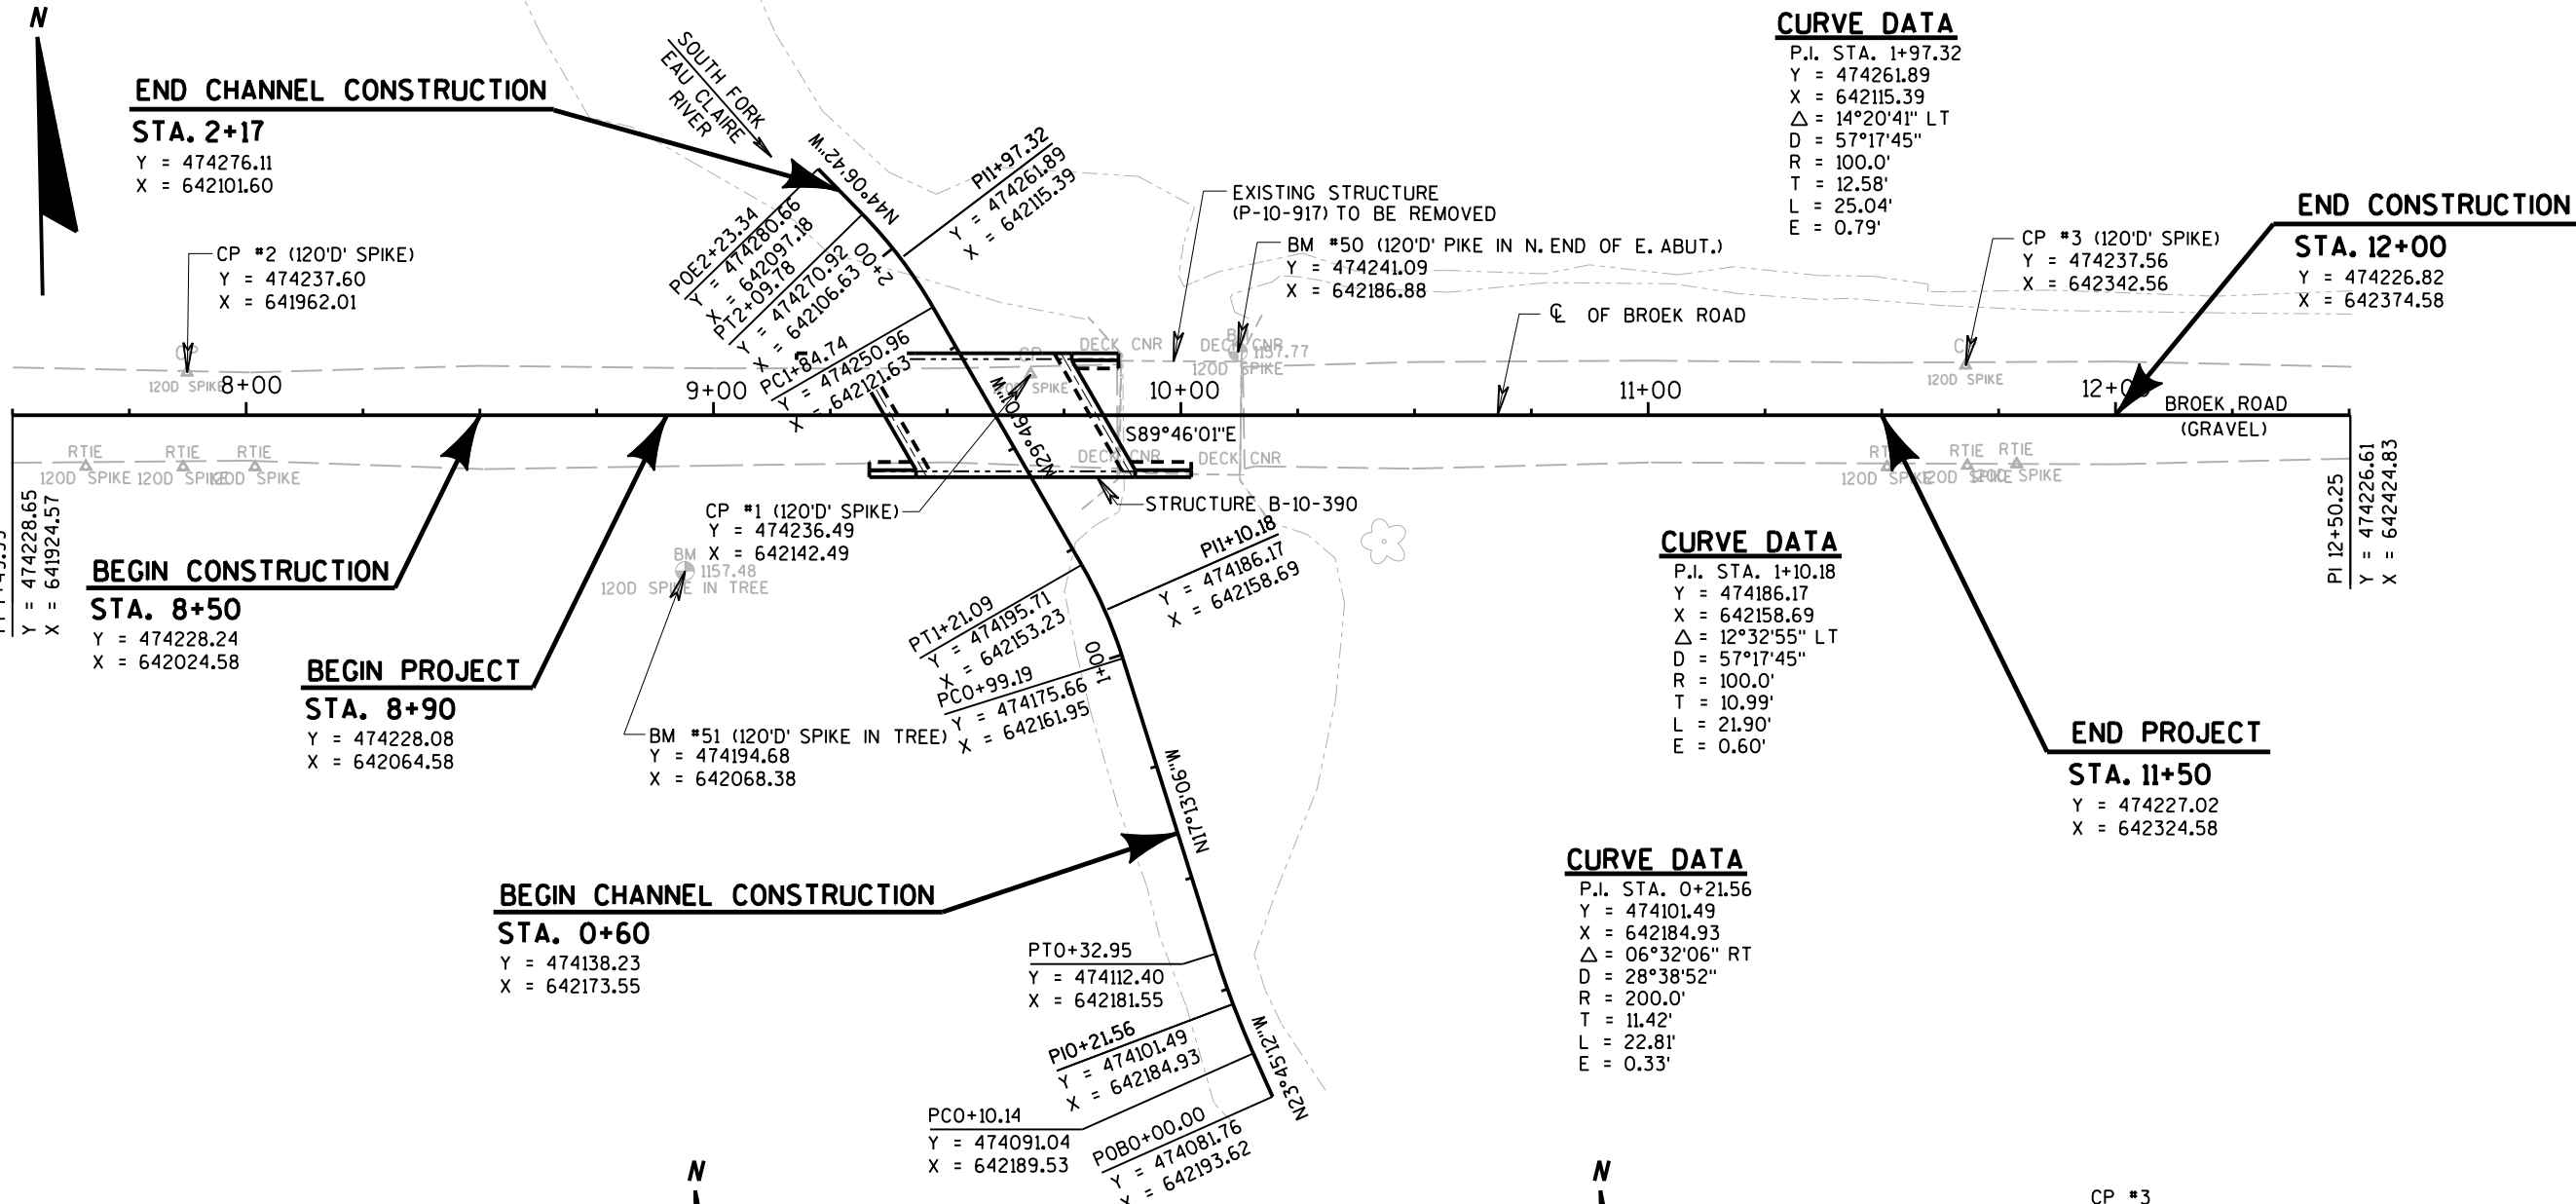 N
END CHANNEL CONSTRUCTION
STA. 2+17
Y = 474276.11
X = 642101.60
SOUTH FORK
EAU CLAIRE
RIVER
CURVE DATA
P.I. STA. 1+97.32
Y = 474261.89
X = 642115.39
Δ = 14°20'41" LT
D = 57°17'45"
R = 100.0'
T = 12.58'
L = 25.04'
E = 0.79'
END CONSTRUCTION
STA. 12+00
Y = 474226.82
X = 642374.58
CP #2 (120'D' SPIKE)
Y = 474237.60
X = 641962.01
N44°06'42"W
PI1+97.32
Y = 474261.89
X = 642115.39
EXISTING STRUCTURE
(P-10-917) TO BE REMOVED
BM #50 (120'D' PIKE IN N. END OF E. ABUT.)
Y = 474241.09
X = 642186.88
CP #3 (120'D' SPIKE)
Y = 474237.56
X = 642342.56
℄ OF BROEK ROAD
POE2+23.34
Y = 474280.66
X = 642097.18
PT2+09.78
Y = 474270.92
X = 642106.63
2+00
PC1+84.74
Y = 474250.96
X = 642121.63
CP
120D SPIKE
8+00
9+00
CP
SPIKE
DECK CNR
DECK CNR
1157.77
120D SPIKE
10+00
11+00
120D SPIKE
BROEK ROAD
(GRAVEL)
N29°46'01"W
S89°46'01"E
DECK CNR
DECK CNR
RTIE
RTIE
RTIE
120D SPIKE
120D SPIKE
120D SPIKE
RTIE
RTIE
120D SPIKE
SPIKE
Y = 474228.65
X = 641924.57
PI 12+50.25
Y = 474226.61
X = 642424.83
STRUCTURE B-10-390
CP #1 (120'D' SPIKE)
Y = 474236.49
X = 642142.49
BM
1157.48
120D SPIKE IN TREE
BEGIN CONSTRUCTION
STA. 8+50
Y = 474228.24
X = 642024.58
BEGIN PROJECT
STA. 8+90
Y = 474228.08
X = 642064.58
BM #51 (120'D' SPIKE IN TREE)
Y = 474194.68
X = 642068.38
PI1+10.18
Y = 474186.17
X = 642158.69
PT1+21.09
Y = 474195.71
X = 642153.23
1+00
PC0+99.19
Y = 474175.66
X = 642161.95
CURVE DATA
P.I. STA. 1+10.18
Y = 474186.17
X = 642158.69
Δ = 12°32'55" LT
D = 57°17'45"
R = 100.0'
T = 10.99'
L = 21.90'
E = 0.60'
END PROJECT
STA. 11+50
Y = 474227.02
X = 642324.58
N17°13'06"W
BEGIN CHANNEL CONSTRUCTION
STA. 0+60
Y = 474138.23
X = 642173.55
CURVE DATA
P.I. STA. 0+21.56
Y = 474101.49
X = 642184.93
Δ = 06°32'06" RT
D = 28°38'52"
R = 200.0'
T = 11.42'
L = 22.81'
E = 0.33'
PT0+32.95
Y = 474112.40
X = 642181.55
PI0+21.56
Y = 474101.49
X = 642184.93
PC0+10.14
Y = 474091.04
X = 642189.53
N23°45'12"W
POB0+00.00
Y = 474081.76
X = 642193.62
N
N
CP #3